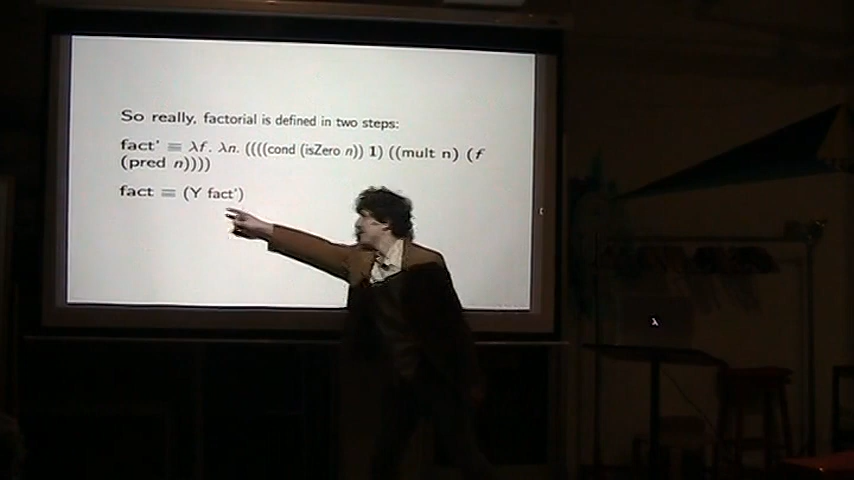 So really, factorial is defined in two steps:
fact' ≡ λf. λn. ((((cond (isZero n)) 1) ((mult n) (f
(pred n))))
fact ≡ (Y fact')
λ